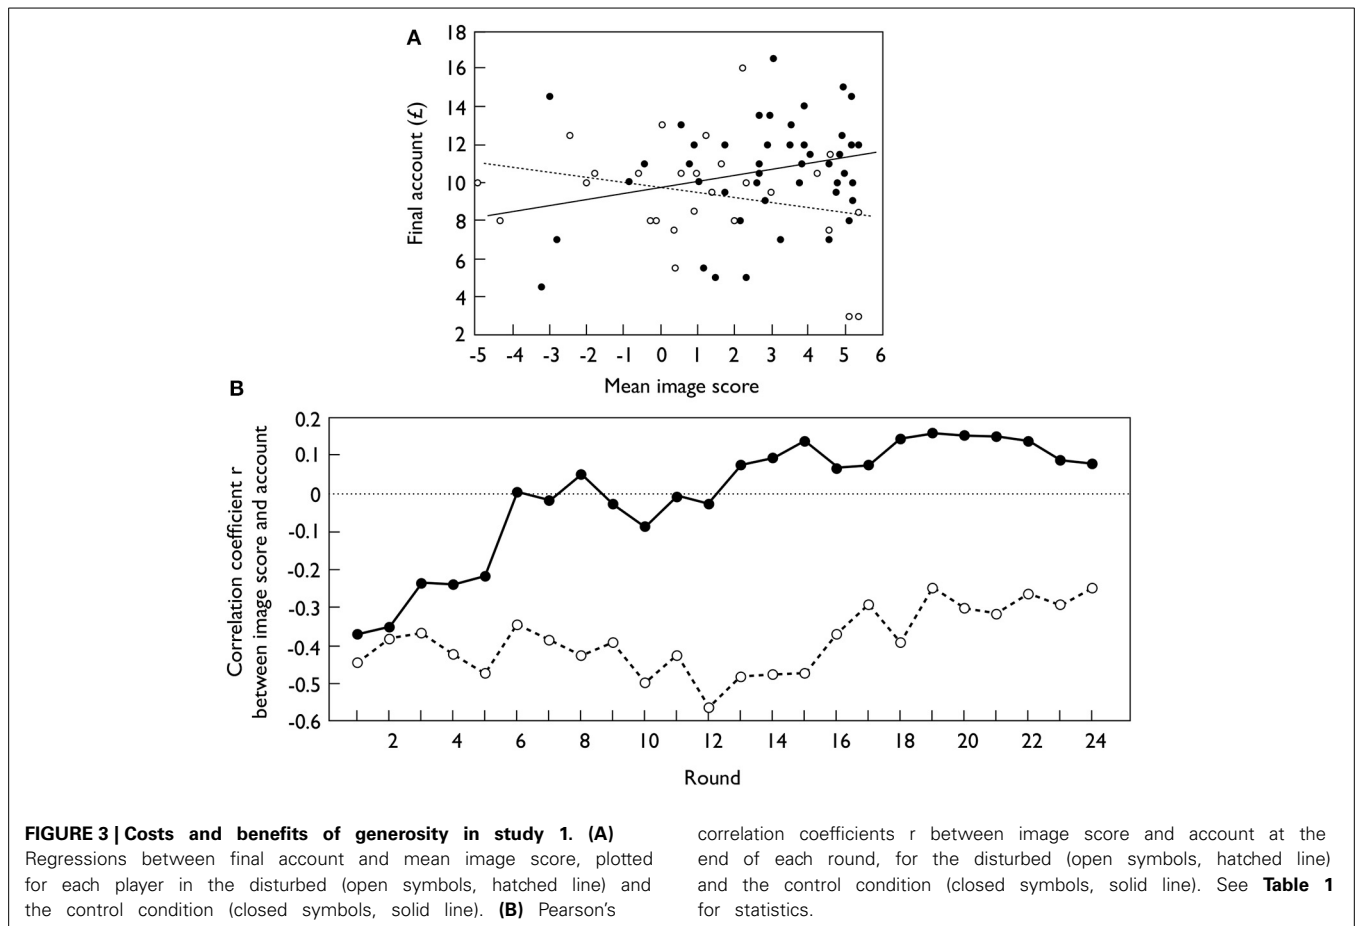 A
18
16
14
12
10
8
6
4
2
Final account (£)
-5 -4 -3 -2 -1 0 1 2 3 4 5 6
Mean image score
B
0.2
0.1
0
-0.1
-0.2
-0.3
-0.4
-0.5
-0.6
Correlation coefficient r
between image score and account
2 4 6 8 10 12 14 16 18 20 22 24
Round
FIGURE 3 | Costs and benefits of generosity in study 1. (A)
Regressions between final account and mean image score, plotted
for each player in the disturbed (open symbols, hatched line) and
the control condition (closed symbols, solid line). (B) Pearson's
correlation coefficients r between image score and account at the
end of each round, for the disturbed (open symbols, hatched line)
and the control condition (closed symbols, solid line). See Table 1
for statistics.